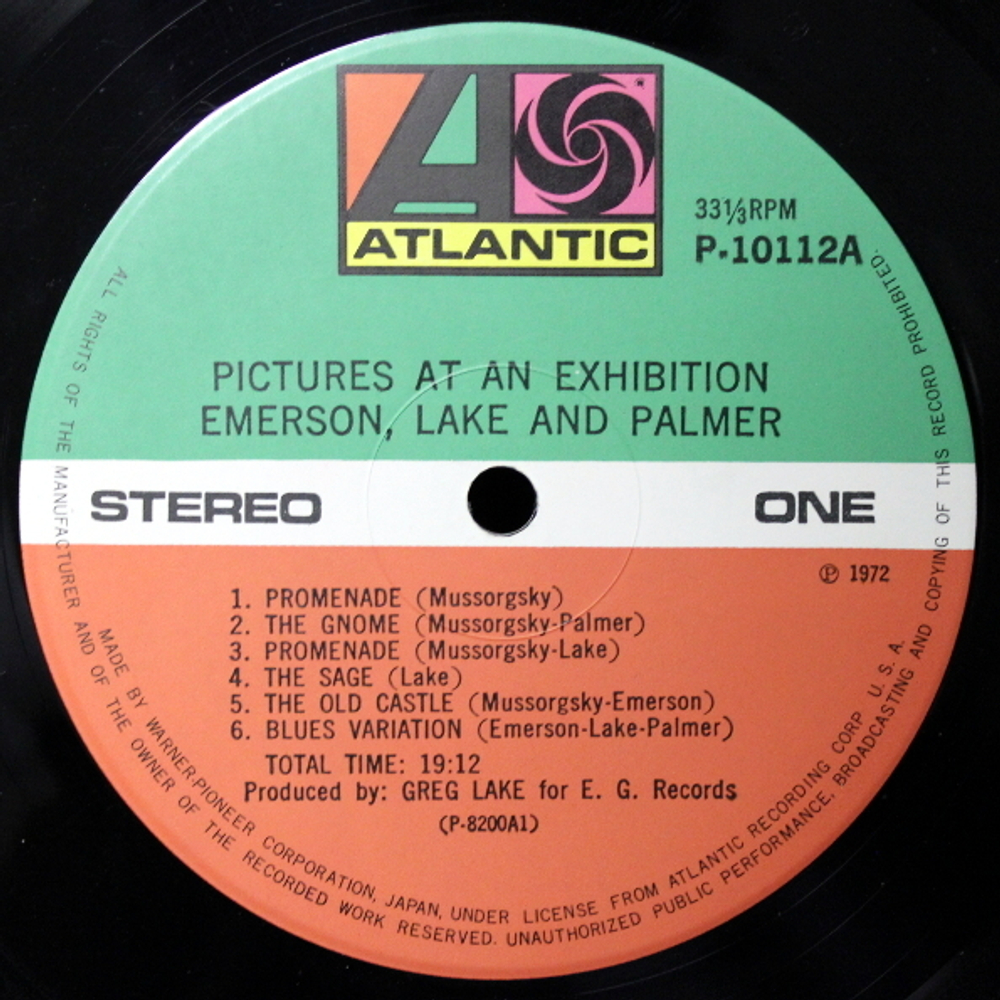 ATLANTIC
33⅓RPM
P-10112A
PICTURES AT AN EXHIBITION
EMERSON, LAKE AND PALMER
STEREO
ONE
℗ 1972
1. PROMENADE (Mussorgsky)
2. THE GNOME (Mussorgsky-Palmer)
3. PROMENADE (Mussorgsky-Lake)
4. THE SAGE (Lake)
5. THE OLD CASTLE (Mussorgsky-Emerson)
6. BLUES VARIATION (Emerson-Lake-Palmer)
TOTAL TIME: 19:12
Produced by: GREG LAKE for E. G. Records
(P-8200A1)
MADE BY WARNER-PIONEER CORPORATION, JAPAN, UNDER LICENSE FROM ATLANTIC RECORDING CORP. U. S. A.
ALL RIGHTS OF THE MANUFACTURER AND OF THE OWNER OF THE RECORDED WORK RESERVED. UNAUTHORIZED PUBLIC PERFORMANCE, BROADCASTING AND COPYING OF THIS RECORD PROHIBITED.